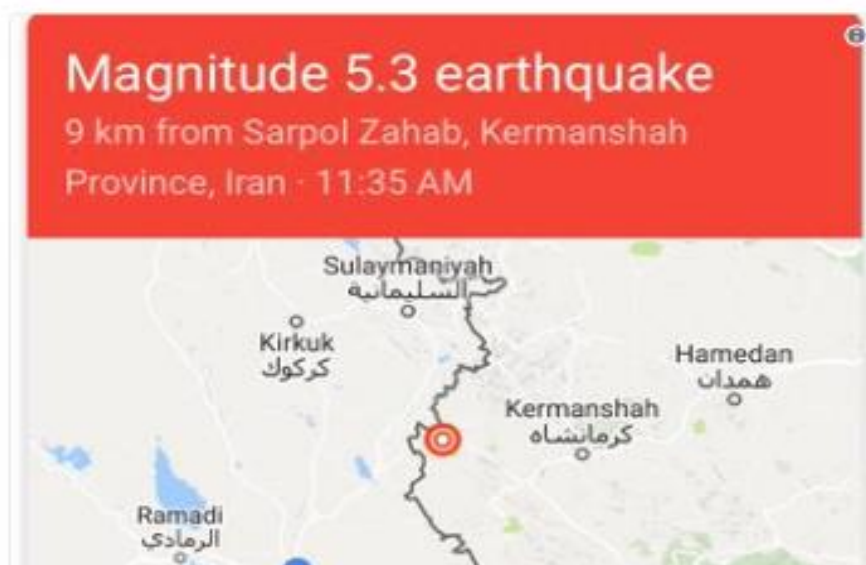 Magnitude 5.3 earthquake
9 km from Sarpol Zahab, Kermanshah
Province, Iran · 11:35 AM
Sulaymaniyah
السليمانية
Kirkuk
كركوك
Hamedan
همدان
Kermanshah
کرمانشاه
Ramadi
الرمادي